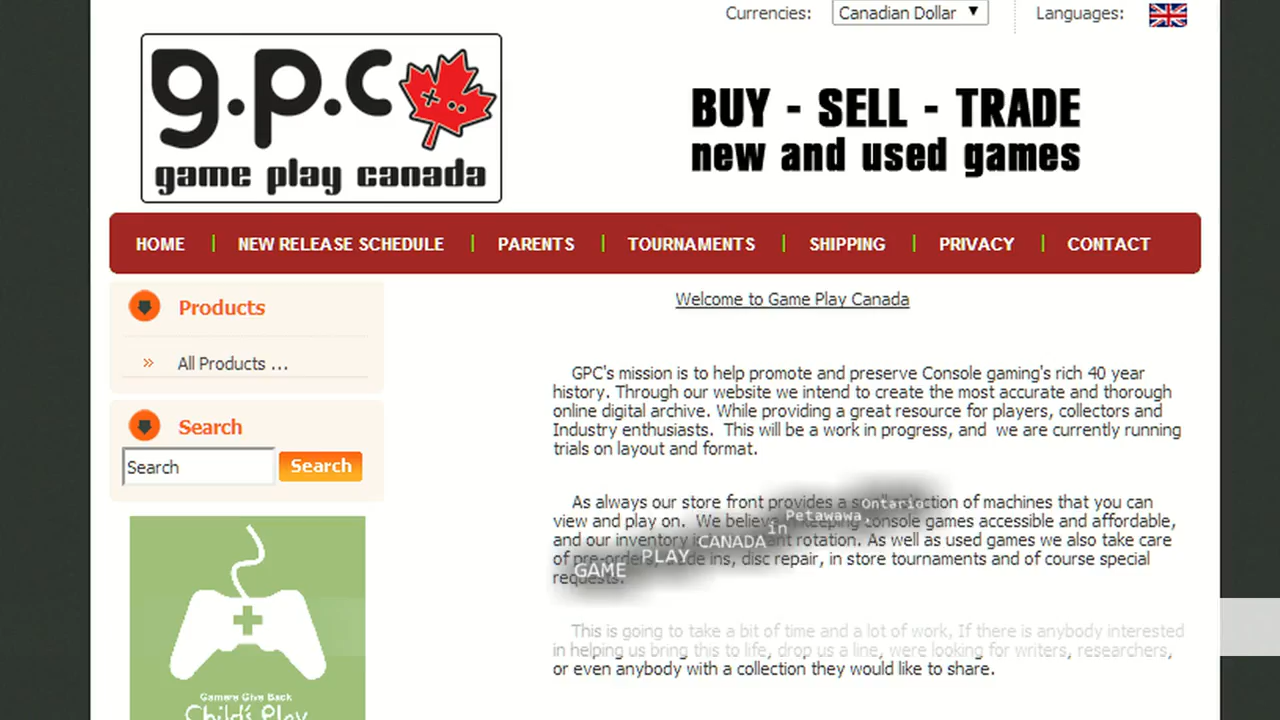 Currencies: Canadian Dollar Languages:
g.p.c
game play canada
BUY - SELL - TRADE
new and used games
HOME NEW RELEASE SCHEDULE PARENTS TOURNAMENTS SHIPPING PRIVACY CONTACT
Products
All Products ...
Search
Search Search
Gamers Give Back
Child's Play
Welcome to Game Play Canada
GPC's mission is to help promote and preserve Console gaming's rich 40 year
history. Through our website we intend to create the most accurate and thorough
online digital archive. While providing a great resource for players, collectors and
Industry enthusiasts. This will be a work in progress, and we are currently running
trials on layout and format.
As always our store front provides a selection of machines that you can
view and play on. We believe keeping console games accessible and affordable,
and our inventory rotation. As well as used games we also take care
of pre-orders, ins, disc repair, in store tournaments and of course special
requests.
GAME PLAY CANADA in Petawawa, Ontario
This is going to take a bit of time and a lot of work, If there is anybody interested
in helping us bring this to life, drop us a line, were looking for writers, researchers,
or even anybody with a collection they would like to share.